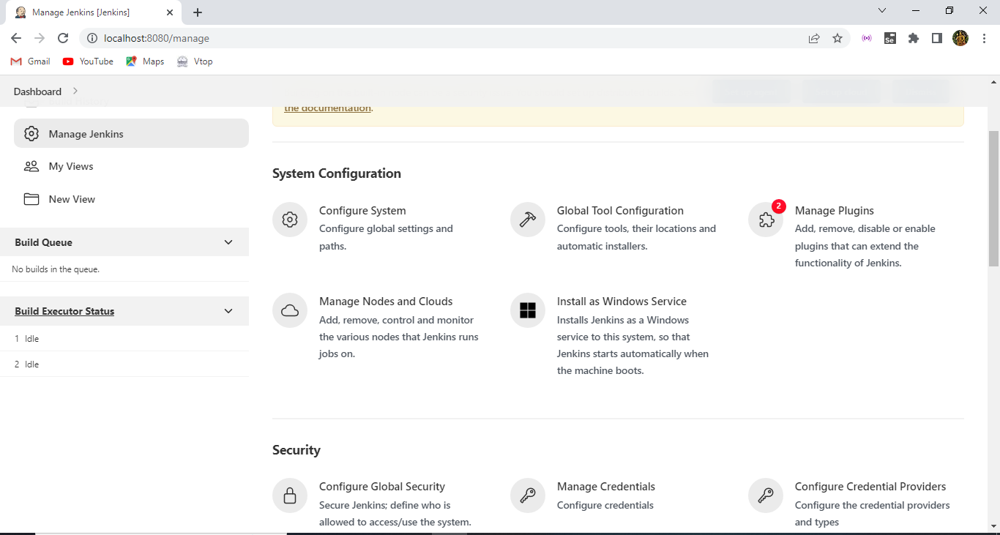 Manage Jenkins [Jenkins]
localhost:8080/manage
Gmail
YouTube
Maps
Vtop
Dashboard
the documentation.
Manage Jenkins
My Views
New View
Build Queue
No builds in the queue.
Build Executor Status
1 Idle
2 Idle
System Configuration
Configure System
Configure global settings and
paths.
Global Tool Configuration
Configure tools, their locations and
automatic installers.
2
Manage Plugins
Add, remove, disable or enable
plugins that can extend the
functionality of Jenkins.
Manage Nodes and Clouds
Add, remove, control and monitor
the various nodes that Jenkins runs
jobs on.
Install as Windows Service
Installs Jenkins as a Windows
service to this system, so that
Jenkins starts automatically when
the machine boots.
Security
Configure Global Security
Secure Jenkins; define who is
allowed to access/use the system.
Manage Credentials
Configure credentials
Configure Credential Providers
Configure the credential providers
and types